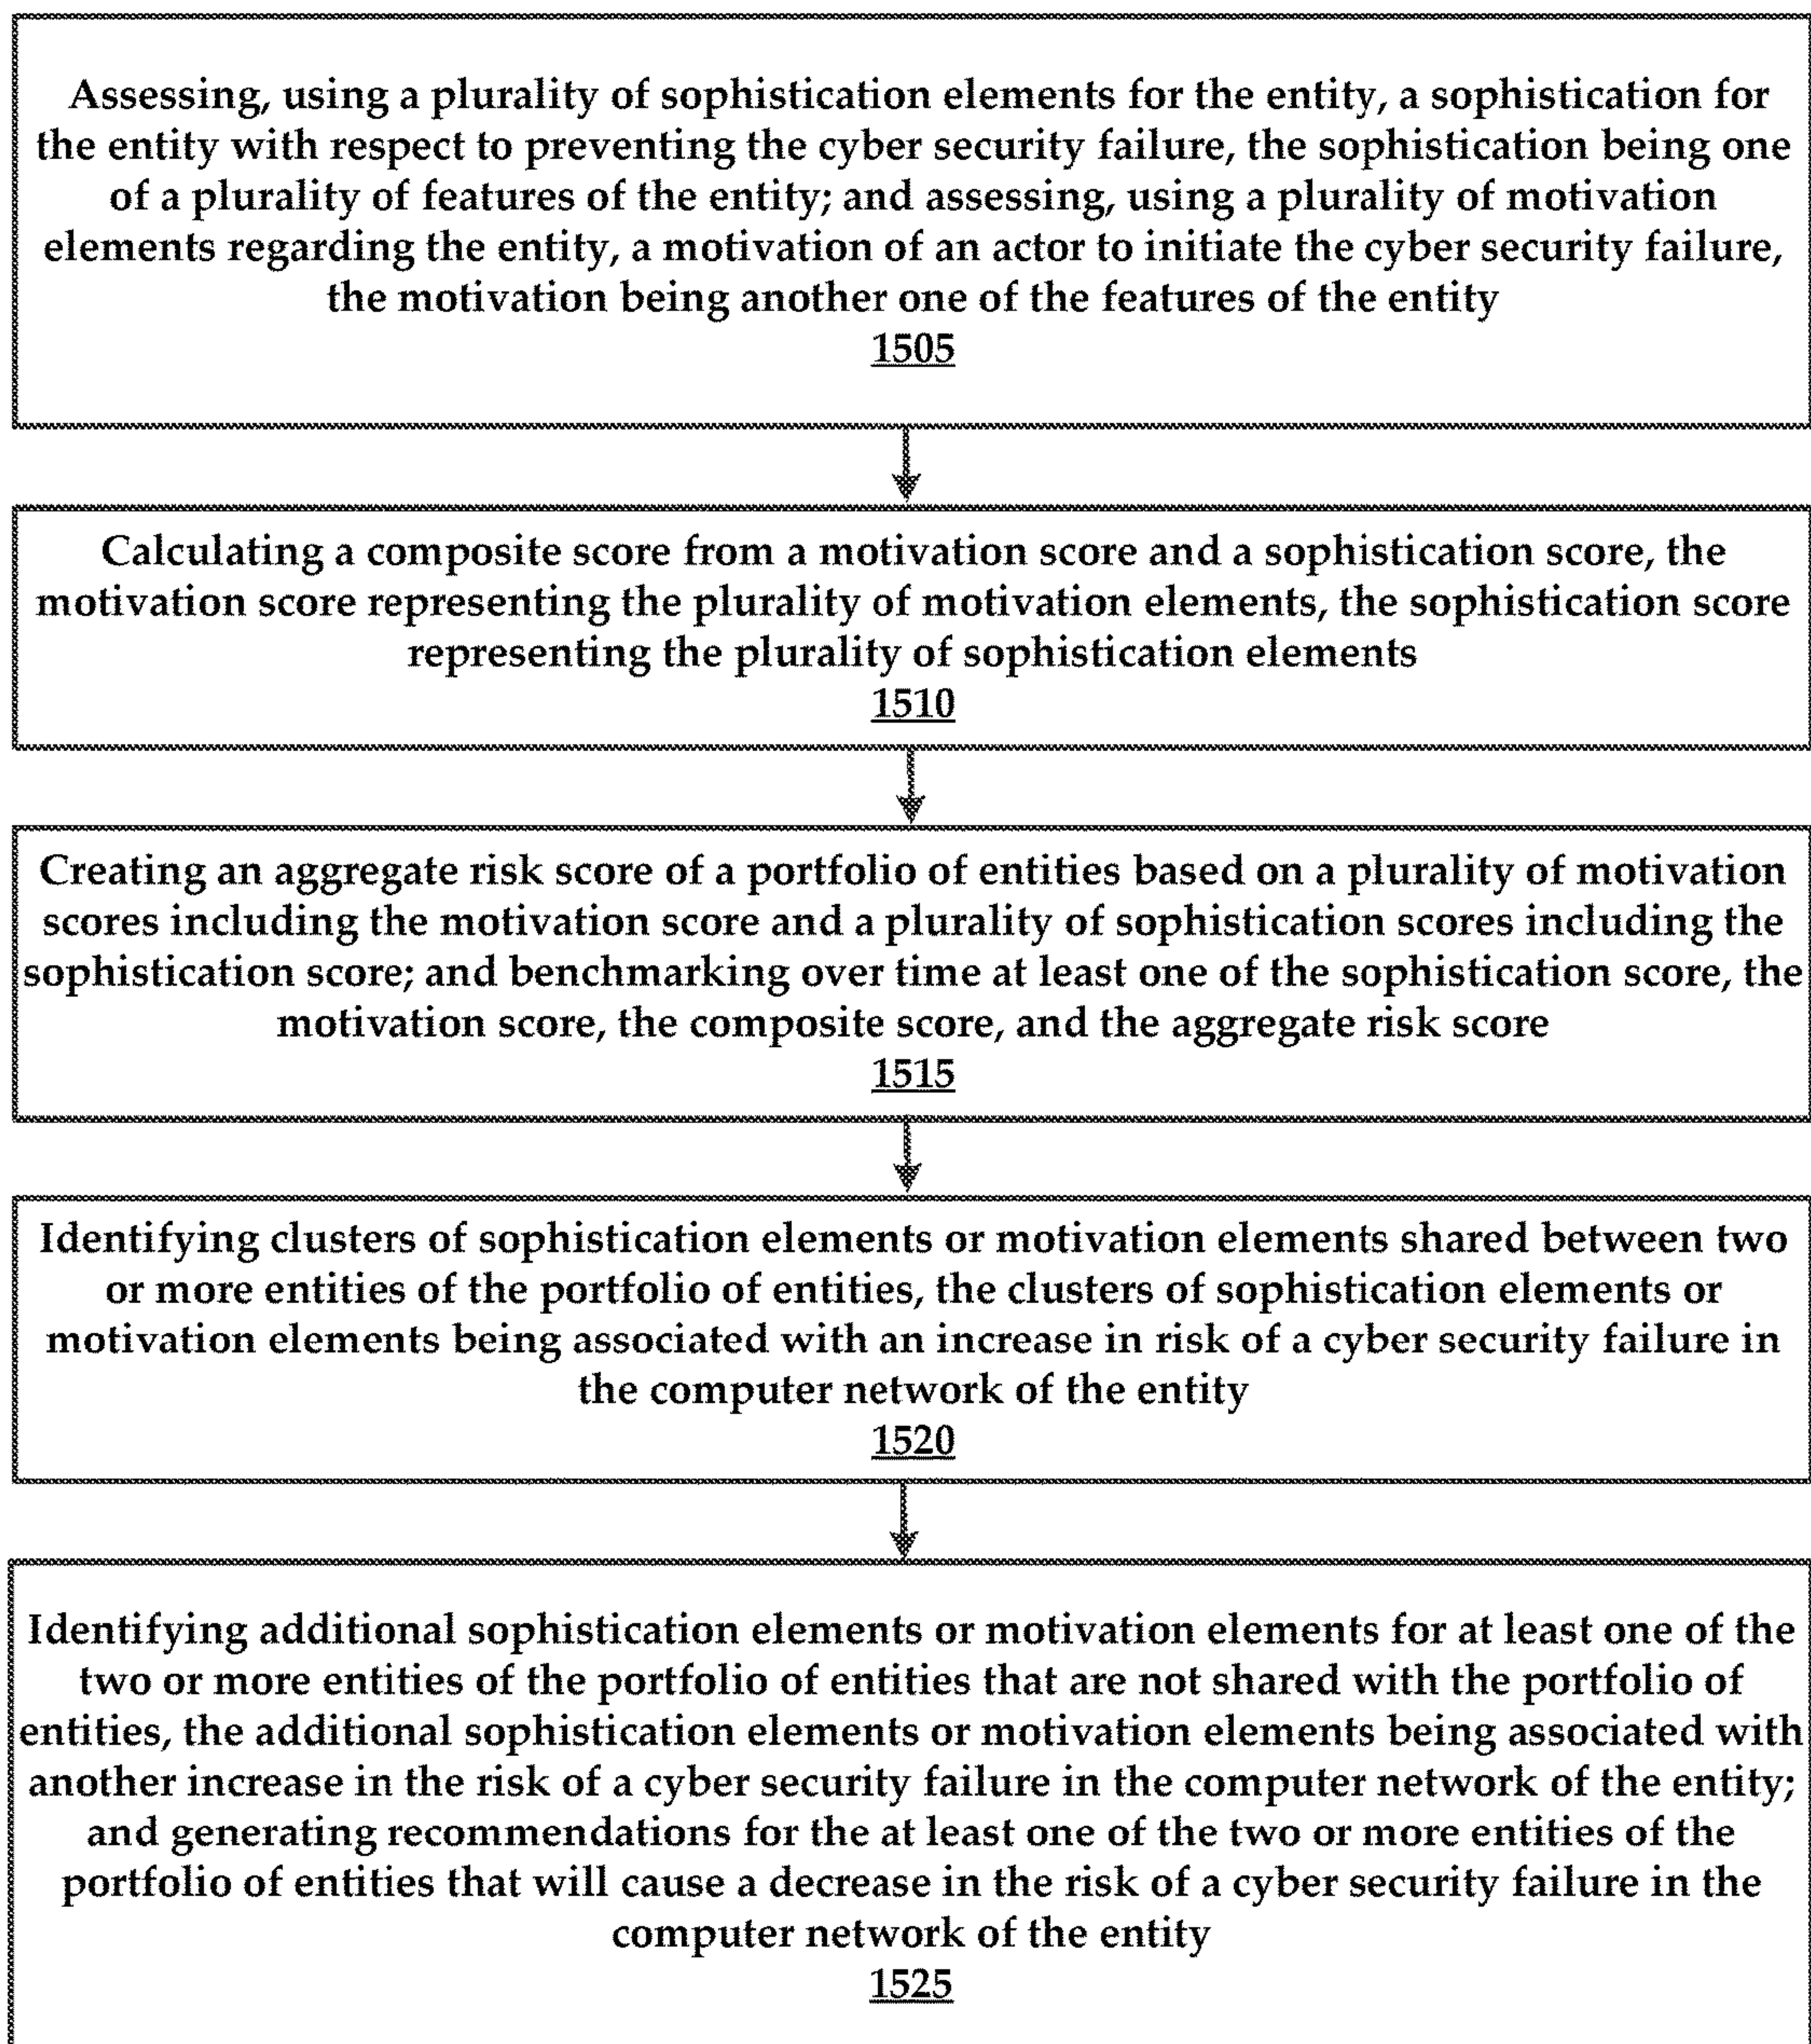 Assessing, using a plurality of sophistication elements for the entity, a sophistication for
the entity with respect to preventing the cyber security failure, the sophistication being one
of a plurality of features of the entity; and assessing, using a plurality of motivation
elements regarding the entity, a motivation of an actor to initiate the cyber security failure,
the motivation being another one of the features of the entity
1505
Calculating a composite score from a motivation score and a sophistication score, the
motivation score representing the plurality of motivation elements, the sophistication score
representing the plurality of sophistication elements
1510
Creating an aggregate risk score of a portfolio of entities based on a plurality of motivation
scores including the motivation score and a plurality of sophistication scores including the
sophistication score; and benchmarking over time at least one of the sophistication score, the
motivation score, the composite score, and the aggregate risk score
1515
Identifying clusters of sophistication elements or motivation elements shared between two
or more entities of the portfolio of entities, the clusters of sophistication elements or
motivation elements being associated with an increase in risk of a cyber security failure in
the computer network of the entity
1520
Identifying additional sophistication elements or motivation elements for at least one of the
two or more entities of the portfolio of entities that are not shared with the portfolio of
entities, the additional sophistication elements or motivation elements being associated with
another increase in the risk of a cyber security failure in the computer network of the entity;
and generating recommendations for the at least one of the two or more entities of the
portfolio of entities that will cause a decrease in the risk of a cyber security failure in the
computer network of the entity
1525